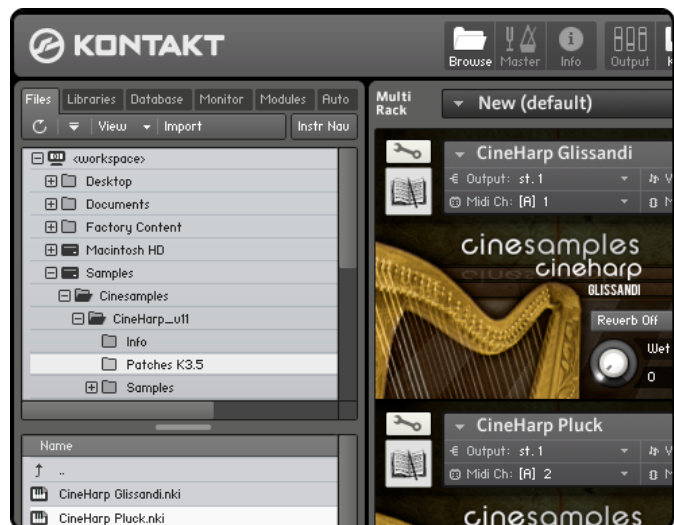 KONTAKT
Browse Master Info Output
Files Libraries Database Monitor Modules Auto
View Import Instr Nav
<workspace>
Desktop
Documents
Factory Content
Macintosh HD
Samples
Cinesamples
CineHarp_v11
Info
Patches K3.5
Samples
Name
..
CineHarp Glissandi.nki
CineHarp Pluck.nki
Multi
Rack
New (default)
CineHarp Glissandi
Output: st.1
Midi Ch: [A] 1
cinesamples
cineharp
GLISSANDI
Reverb Off
Wet
0
CineHarp Pluck
Output: st.1
Midi Ch: [A] 2
cinesamples